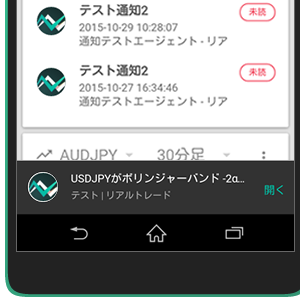 テスト通知2
未読
2015-10-29 10:28:07
通知テストエージェント - リア
テスト通知2
未読
2015-10-27 16:34:46
通知テストエージェント - リア
AUDJPY 30分足
USDJPYがボリンジャーバンド -2α...
テスト | リアルトレード
開く